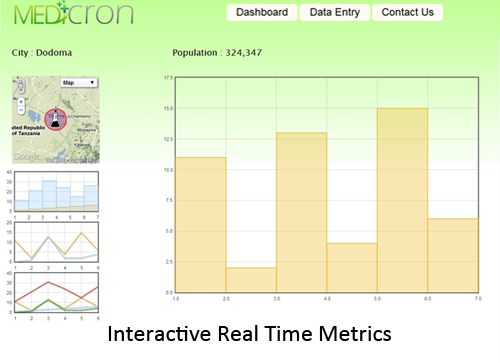 MEDICRON
Dashboard
Data Entry
Contact Us
City : Dodoma
Population : 324,347
Map
Chamwino
Mpwapwa
United Republic
of Tanzania
Google
40
30
20
10
0
1 2 3 4 5 6 7
20
15
10
5
0
1 2 3 4 5 6
40
30
20
10
0
1 2 3 4 5 6
17.5
15.0
12.5
10.0
7.5
5.0
2.5
0.0
1.0 2.0 3.0 4.0 5.0 6.0 7.0
Interactive Real Time Metrics